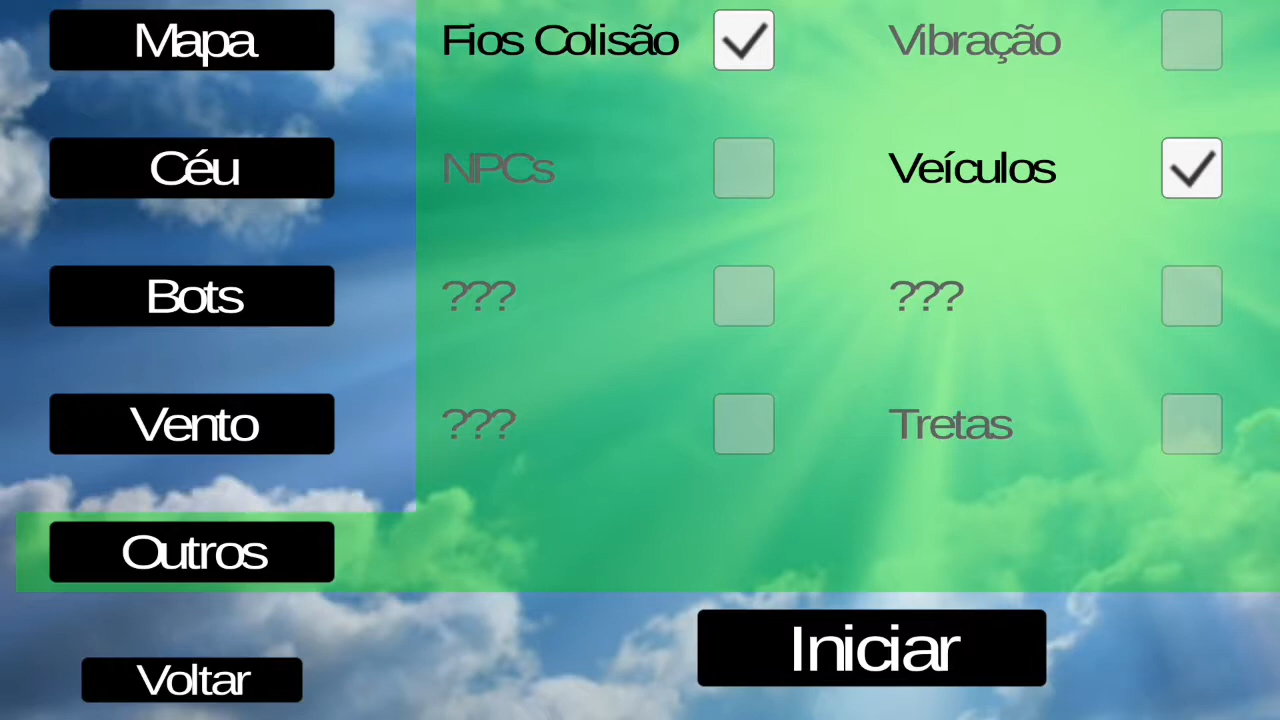 Mapa
Fios Colisão
Vibração
Céu
NPCs
Veículos
Bots
???
???
Vento
???
Tretas
Outros
Iniciar
Voltar